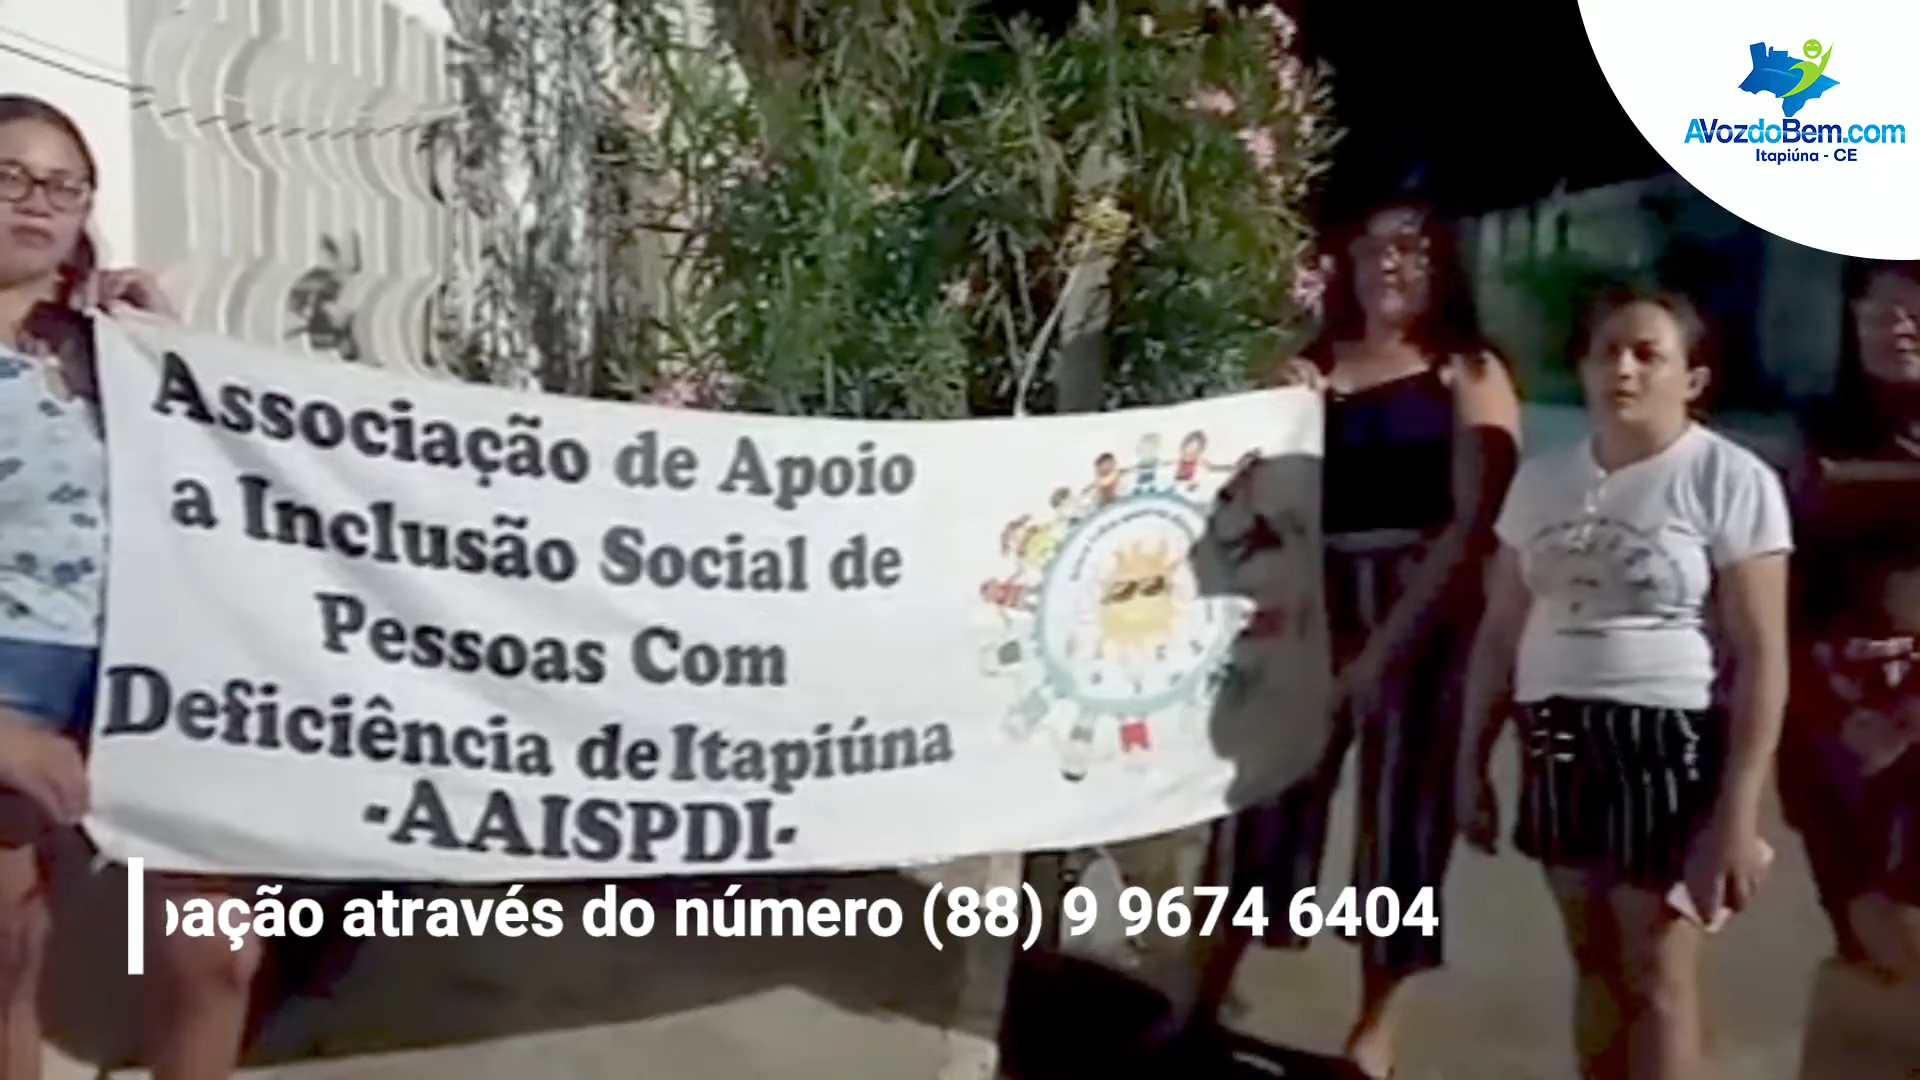 AVozdoBem.com
Itapiúna - CE
Associação de Apoio
a Inclusão Social de
Pessoas Com
Deficiência de Itapiúna
-AAISPDI-
pação através do número (88) 9 9674 6404